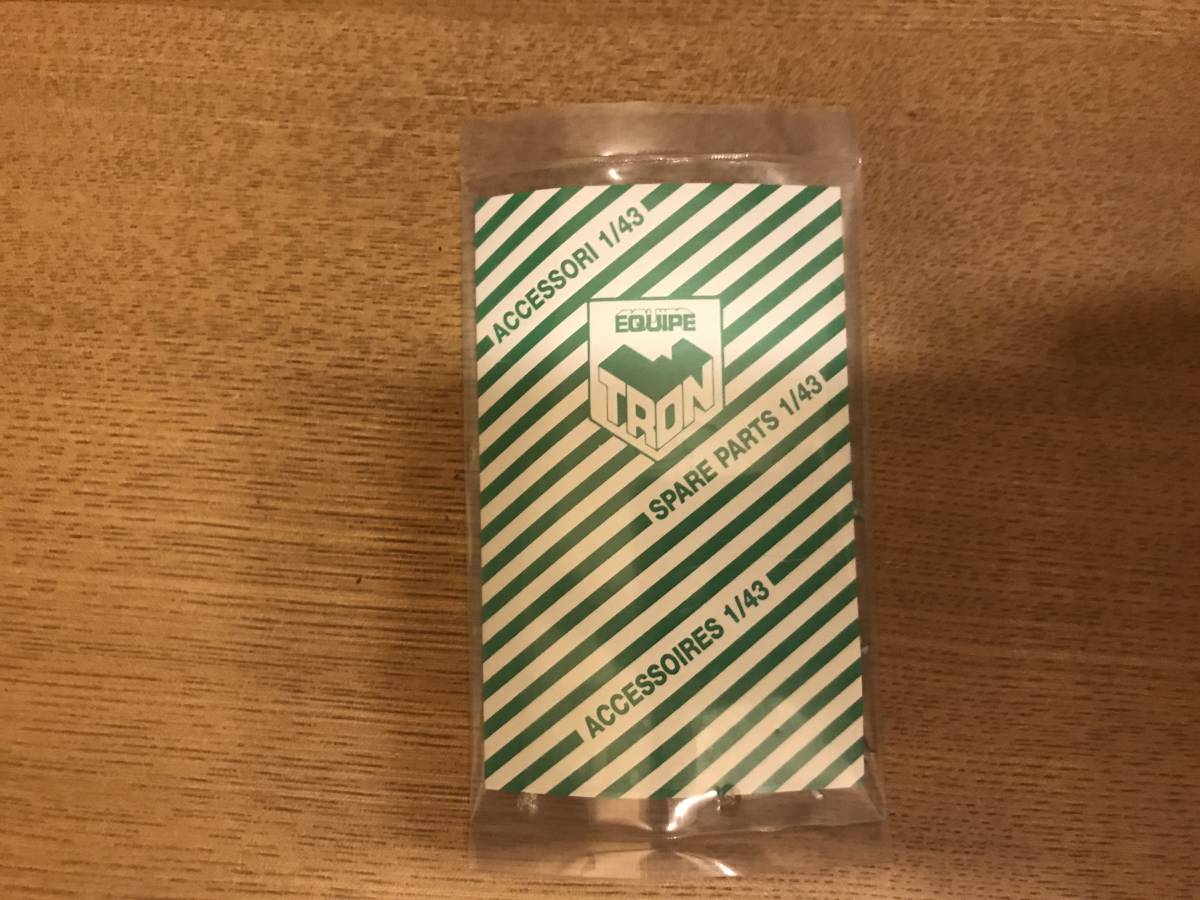 ACCESSORI 1/43
EQUIPE
TRON
SPARE PARTS 1/43
ACCESSOIRES 1/43